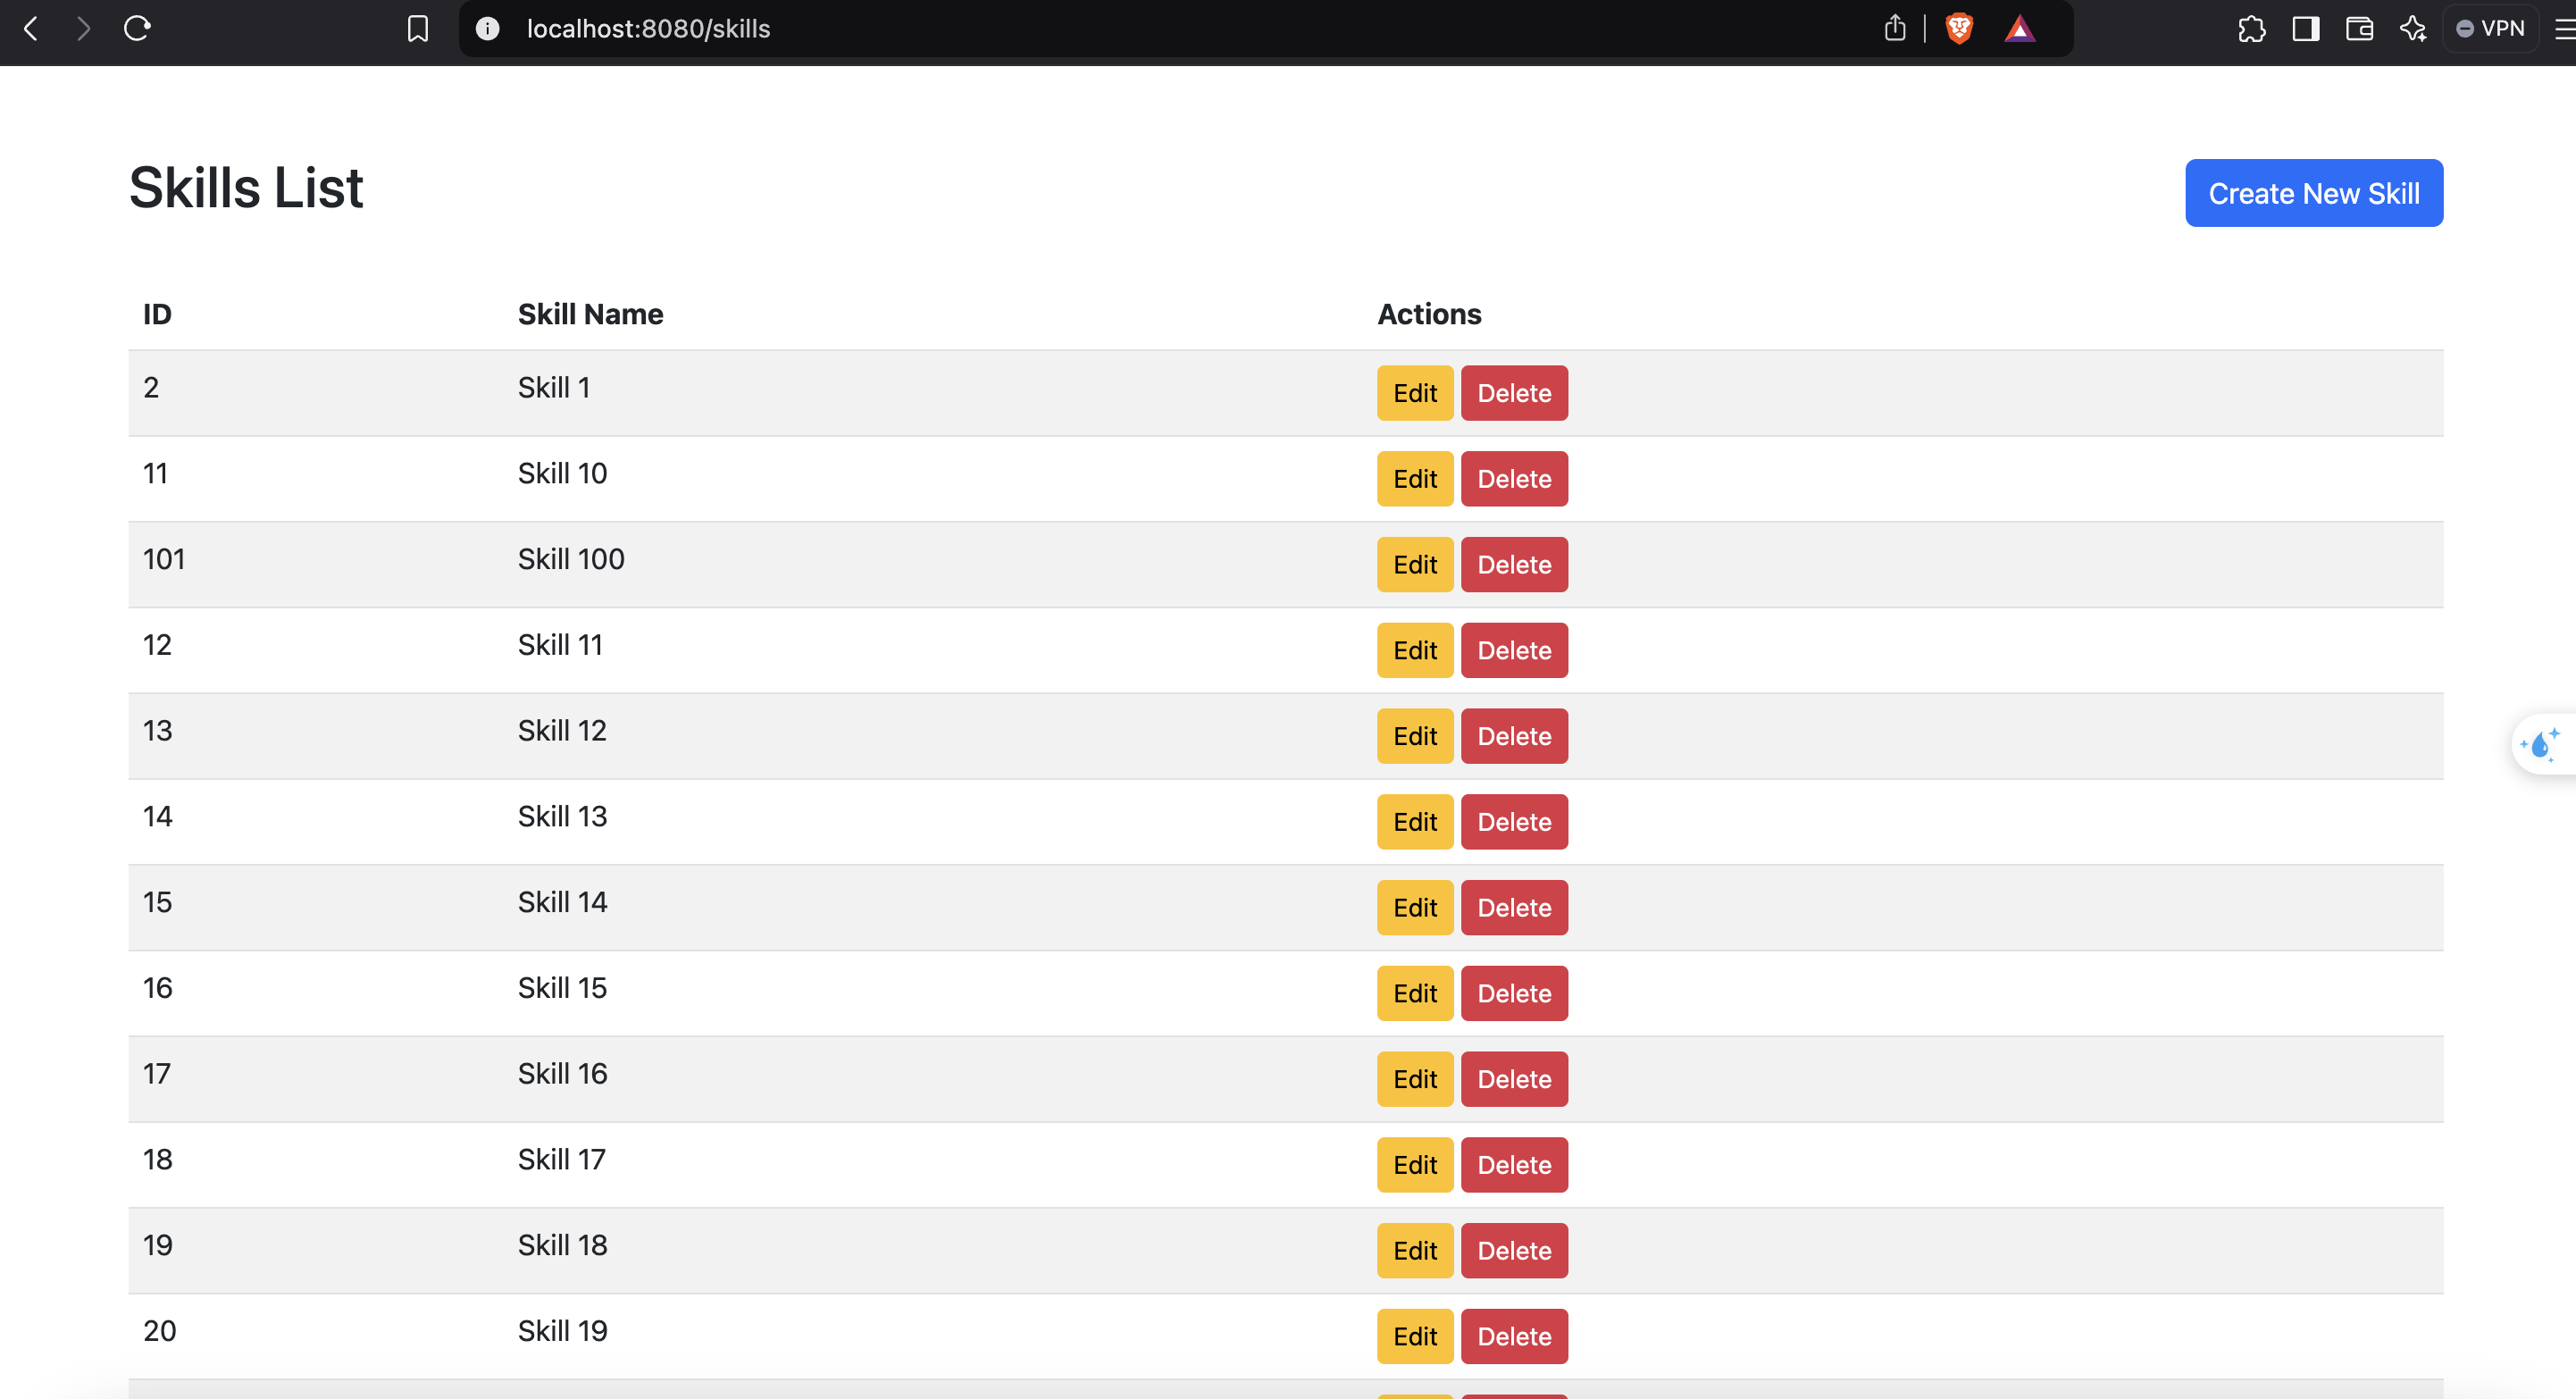 localhost:8080/skills VPN
Skills List Create New Skill
ID Skill Name Actions
2 Skill 1 Edit Delete
11 Skill 10 Edit Delete
101 Skill 100 Edit Delete
12 Skill 11 Edit Delete
13 Skill 12 Edit Delete
14 Skill 13 Edit Delete
15 Skill 14 Edit Delete
16 Skill 15 Edit Delete
17 Skill 16 Edit Delete
18 Skill 17 Edit Delete
19 Skill 18 Edit Delete
20 Skill 19 Edit Delete